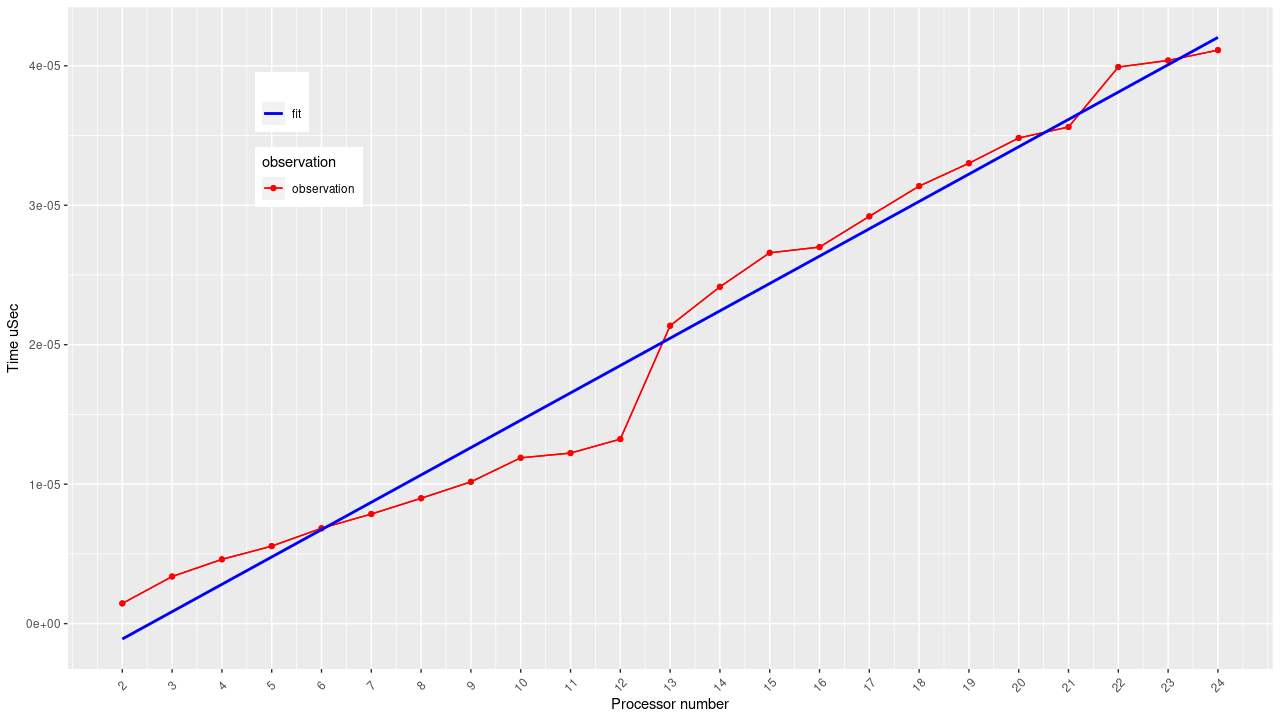 4e-05
3e-05
2e-05
1e-05
0e+00
Time uSec
fit
observation
observation
2 3 4 5 6 7 8 9 10 11 12 13 14 15 16 17 18 19 20 21 22 23 24
Processor number